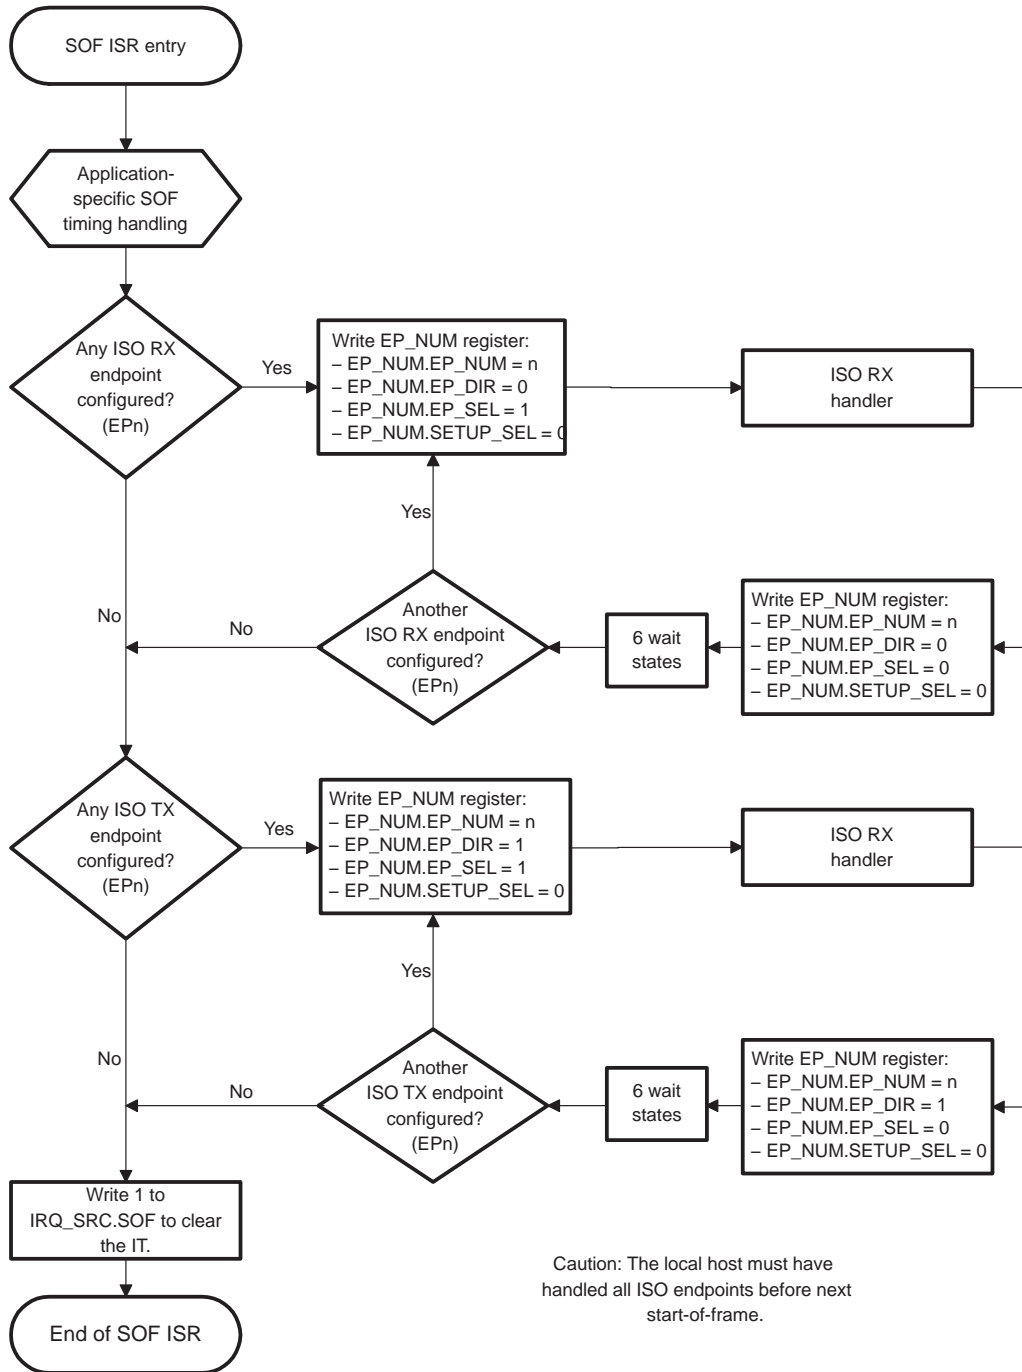 SOF ISR entry
Application-
specific SOF
timing handling
Any ISO RX
endpoint
configured?
(EPn)
Yes
Write EP_NUM register:
– EP_NUM.EP_NUM = n
– EP_NUM.EP_DIR = 0
– EP_NUM.EP_SEL = 1
– EP_NUM.SETUP_SEL = 0
ISO RX
handler
Yes
No
No
Another
ISO RX endpoint
configured?
(EPn)
6 wait
states
Write EP_NUM register:
– EP_NUM.EP_NUM = n
– EP_NUM.EP_DIR = 0
– EP_NUM.EP_SEL = 0
– EP_NUM.SETUP_SEL = 0
Any ISO TX
endpoint
configured?
(EPn)
Yes
Write EP_NUM register:
– EP_NUM.EP_NUM = n
– EP_NUM.EP_DIR = 1
– EP_NUM.EP_SEL = 1
– EP_NUM.SETUP_SEL = 0
ISO RX
handler
Yes
No
No
Another
ISO TX endpoint
configured?
(EPn)
6 wait
states
Write EP_NUM register:
– EP_NUM.EP_NUM = n
– EP_NUM.EP_DIR = 1
– EP_NUM.EP_SEL = 0
– EP_NUM.SETUP_SEL = 0
Write 1 to
IRQ_SRC.SOF to clear
the IT.
Caution: The local host must have
handled all ISO endpoints before next
start-of-frame.
End of SOF ISR